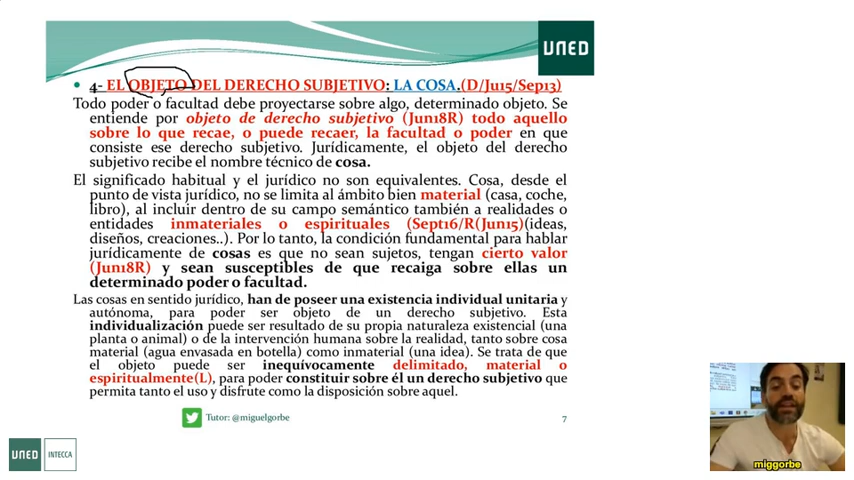 UNED
• 4- EL OBJETO DEL DERECHO SUBJETIVO: LA COSA.(D/Ju15/Sep13)
Todo poder o facultad debe proyectarse sobre algo, determinado objeto. Se
entiende por objeto de derecho subjetivo (Jun18R) todo aquello
sobre lo que recae, o puede recaer, la facultad o poder en que
consiste ese derecho subjetivo. Jurídicamente, el objeto del derecho
subjetivo recibe el nombre técnico de cosa.
El significado habitual y el jurídico no son equivalentes. Cosa, desde el
punto de vista jurídico, no se limita al ámbito bien material (casa, coche,
libro), al incluir dentro de su campo semántico también a realidades o
entidades inmateriales o espirituales (Sept16/R(Jun15)(ideas,
diseños, creaciones..). Por lo tanto, la condición fundamental para hablar
jurídicamente de cosas es que no sean sujetos, tengan cierto valor
(Jun18R) y sean susceptibles de que recaiga sobre ellas un
determinado poder o facultad.
Las cosas en sentido jurídico, han de poseer una existencia individual unitaria y
autónoma, para poder ser objeto de un derecho subjetivo. Esta
individualización puede ser resultado de su propia naturaleza existencial (una
planta o animal) o de la intervención humana sobre la realidad, tanto sobre cosa
material (agua envasada en botella) como inmaterial (una idea). Se trata de que
el objeto puede ser inequívocamente delimitado, material o
espiritualmente(L), para poder constituir sobre él un derecho subjetivo que
permita tanto el uso y disfrute como la disposición sobre aquel.
Tutor: @miguelgorbe
7
UNED INTECCA
miggorbe